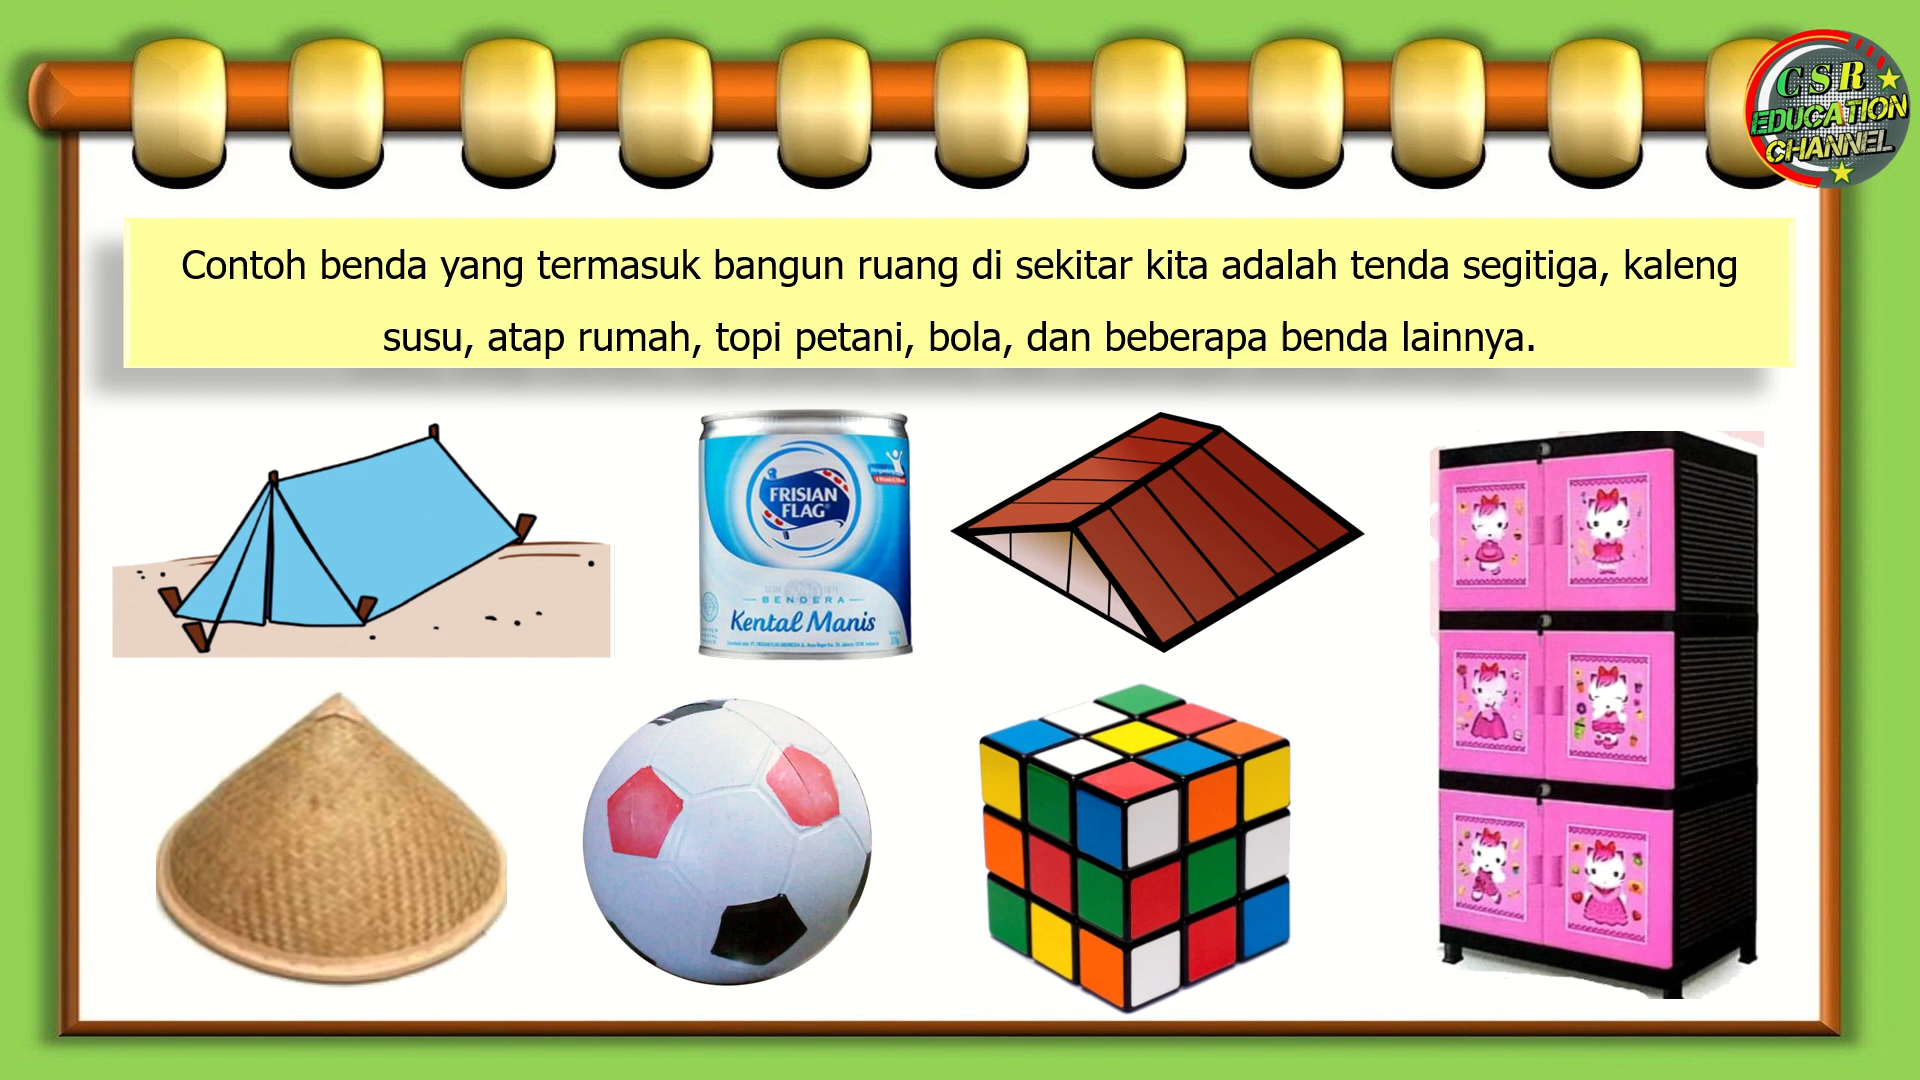 CSR
EDUCATION
CHANNEL
Contoh benda yang termasuk bangun ruang di sekitar kita adalah tenda segitiga, kaleng
susu, atap rumah, topi petani, bola, dan beberapa benda lainnya.
FRISIAN
FLAG
BENDERA
Kental Manis